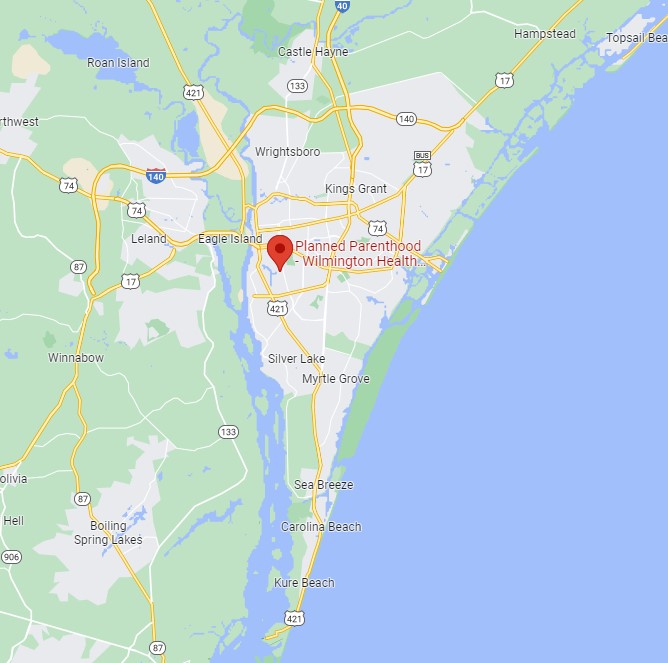 40
Hampstead
Topsail Bea
Castle Hayne
Roan Island
17
133
421
140
rthwest
BUS
17
Wrightsboro
140
74
Kings Grant
74
74
Leland
Eagle Island
Planned Parenthood
- Wilmington Health...
87
17
421
Winnabow
Silver Lake
Myrtle Grove
133
olivia
Sea Breeze
87
Hell
Boiling
Spring Lakes
Carolina Beach
906
Kure Beach
421
87